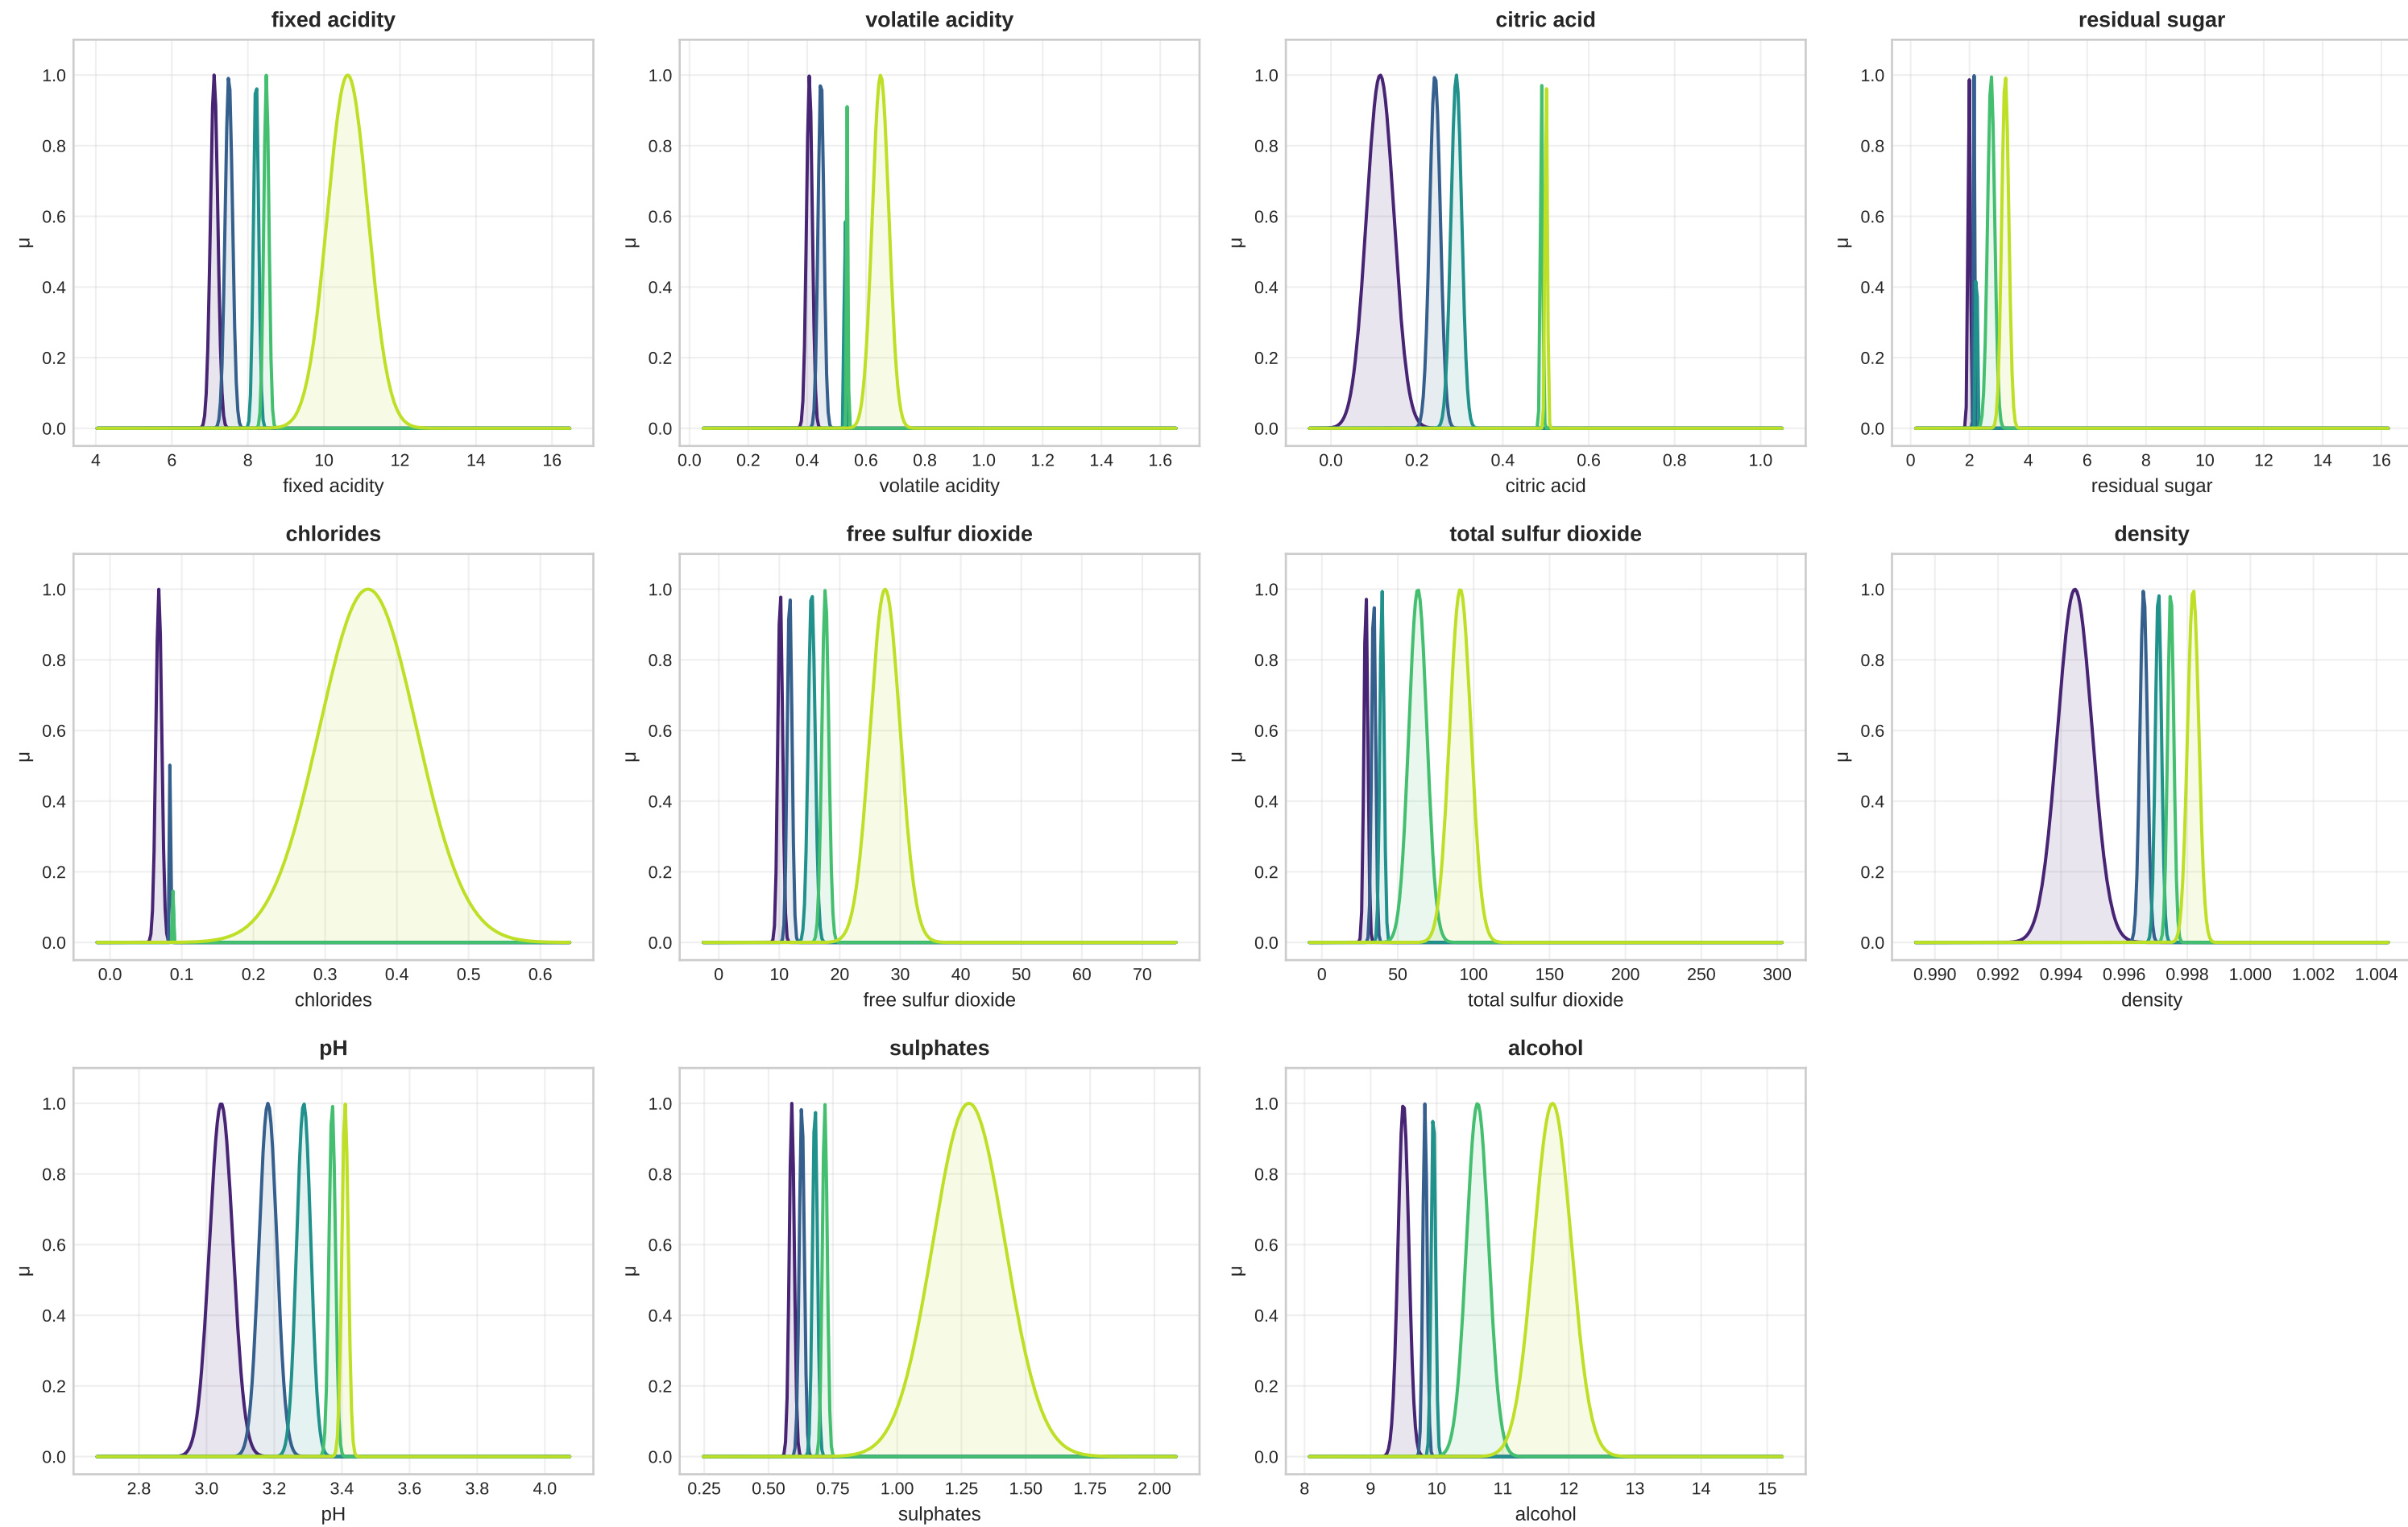 fixed acidity
1.0
0.8
0.6
0.4
0.2
0.0
μ
4 6 8 10 12 14 16
fixed acidity
volatile acidity
1.0
0.8
0.6
0.4
0.2
0.0
μ
0.0 0.2 0.4 0.6 0.8 1.0 1.2 1.4 1.6
volatile acidity
citric acid
1.0
0.8
0.6
0.4
0.2
0.0
μ
0.0 0.2 0.4 0.6 0.8 1.0
citric acid
residual sugar
1.0
0.8
0.6
0.4
0.2
0.0
μ
0 2 4 6 8 10 12 14 16
residual sugar
chlorides
1.0
0.8
0.6
0.4
0.2
0.0
μ
0.0 0.1 0.2 0.3 0.4 0.5 0.6
chlorides
free sulfur dioxide
1.0
0.8
0.6
0.4
0.2
0.0
μ
0 10 20 30 40 50 60 70
free sulfur dioxide
total sulfur dioxide
1.0
0.8
0.6
0.4
0.2
0.0
μ
0 50 100 150 200 250 300
total sulfur dioxide
density
1.0
0.8
0.6
0.4
0.2
0.0
μ
0.990 0.992 0.994 0.996 0.998 1.000 1.002 1.004
density
pH
1.0
0.8
0.6
0.4
0.2
0.0
μ
2.8 3.0 3.2 3.4 3.6 3.8 4.0
pH
sulphates
1.0
0.8
0.6
0.4
0.2
0.0
μ
0.25 0.50 0.75 1.00 1.25 1.50 1.75 2.00
sulphates
alcohol
1.0
0.8
0.6
0.4
0.2
0.0
μ
8 9 10 11 12 13 14 15
alcohol